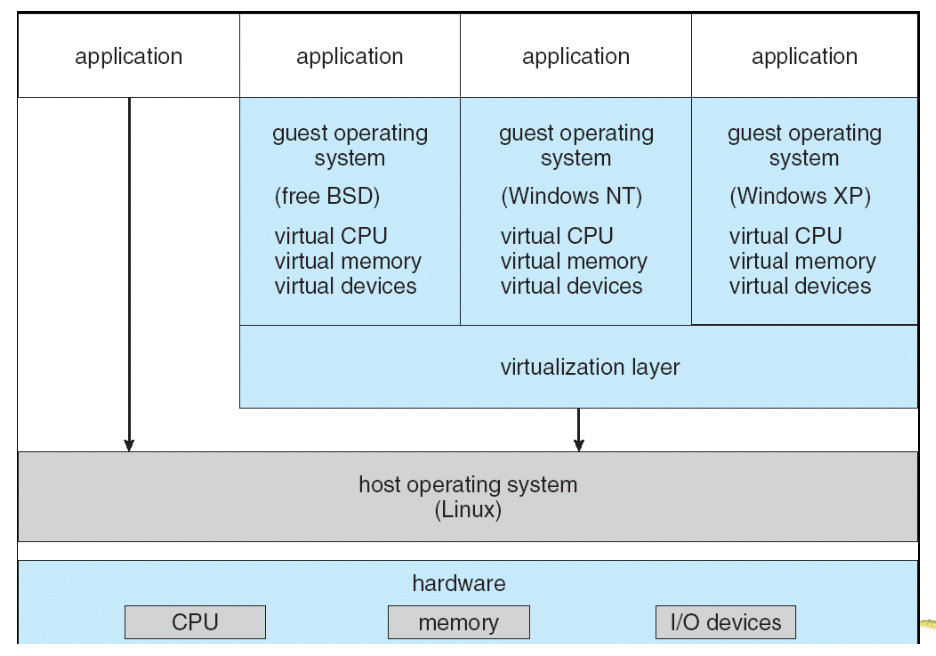 application
application
application
application
guest operating
system
(free BSD)
virtual CPU
virtual memory
virtual devices
guest operating
system
(Windows NT)
virtual CPU
virtual memory
virtual devices
guest operating
system
(Windows XP)
virtual CPU
virtual memory
virtual devices
virtualization layer
host operating system
(Linux)
hardware
CPU
memory
I/O devices